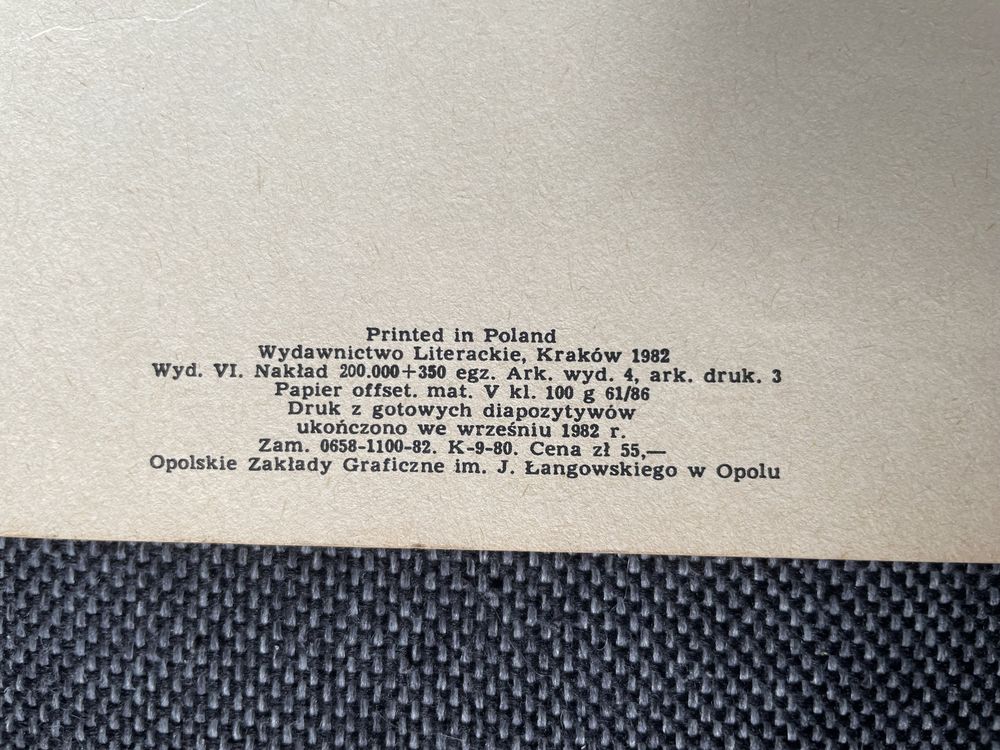 Printed in Poland
Wydawnictwo Literackie, Kraków 1982
Wyd. VI. Nakład 200.000+350 egz. Ark. wyd. 4, ark. druk. 3
Papier offset. mat. V kl. 100 g 61/86
Druk z gotowych diapozytywów
ukończono we wrześniu 1982 r.
Zam. 0658-1100-82. K-9-80. Cena zł 55,—
Opolskie Zakłady Graficzne im. J. Łangowskiego w Opolu